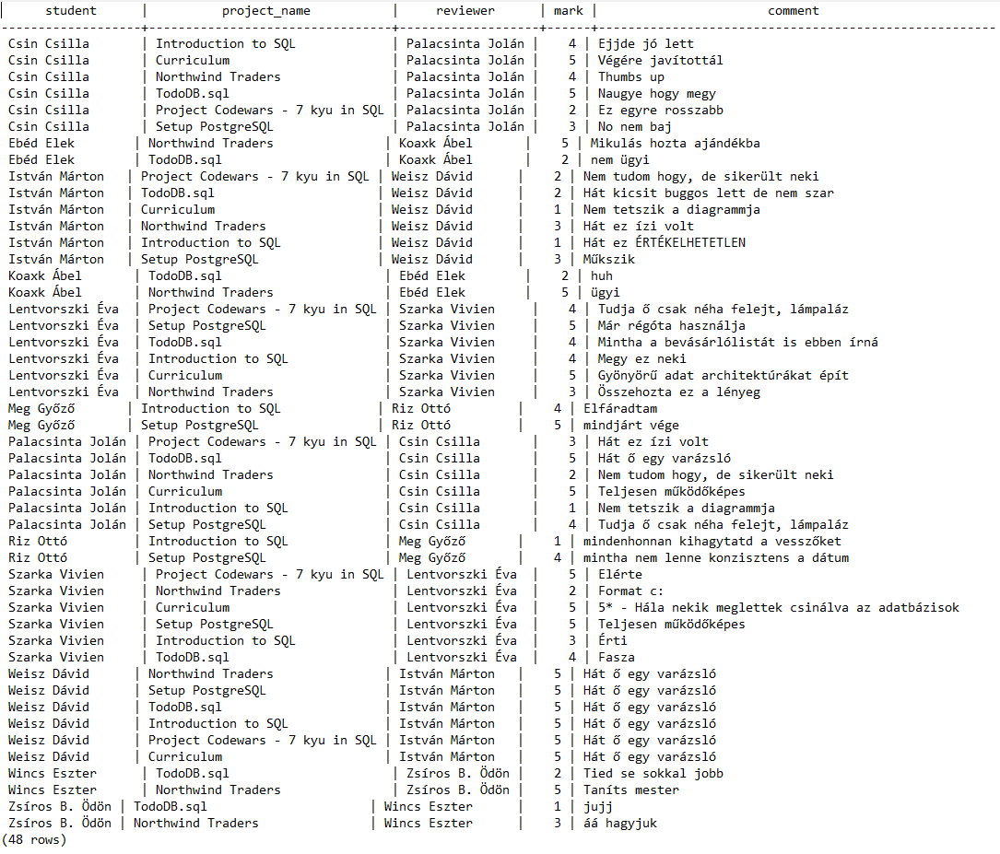 student | project_name | reviewer | mark | comment
------------------+--------------------------------+------------------+------+---------------------------------------------------
Csin Csilla | Introduction to SQL | Palacsinta Jolán | 4 | Ejjde jó lett
Csin Csilla | Curriculum | Palacsinta Jolán | 5 | Végére javítottál
Csin Csilla | Northwind Traders | Palacsinta Jolán | 4 | Thumbs up
Csin Csilla | TodoDB.sql | Palacsinta Jolán | 5 | Naugye hogy megy
Csin Csilla | Project Codewars - 7 kyu in SQL | Palacsinta Jolán | 2 | Ez egyre rosszabb
Csin Csilla | Setup PostgreSQL | Palacsinta Jolán | 3 | No nem baj
Ebéd Elek | Northwind Traders | Koaxk Ábel | 5 | Mikulás hozta ajándékba
Ebéd Elek | TodoDB.sql | Koaxk Ábel | 2 | nem ügyi
István Márton | Project Codewars - 7 kyu in SQL | Weisz Dávid | 2 | Nem tudom hogy, de sikerült neki
István Márton | TodoDB.sql | Weisz Dávid | 2 | Hát kicsit buggos lett de nem szar
István Márton | Curriculum | Weisz Dávid | 1 | Nem tetszik a diagrammja
István Márton | Northwind Traders | Weisz Dávid | 3 | Hát ez ízi volt
István Márton | Introduction to SQL | Weisz Dávid | 1 | Hát ez ÉRTÉKELHETETLEN
István Márton | Setup PostgreSQL | Weisz Dávid | 3 | Műkszik
Koaxk Ábel | TodoDB.sql | Ebéd Elek | 2 | huh
Koaxk Ábel | Northwind Traders | Ebéd Elek | 5 | ügyi
Lentvorszki Éva | Project Codewars - 7 kyu in SQL | Szarka Vivien | 4 | Tudja ő csak néha felejt, lámpaláz
Lentvorszki Éva | Setup PostgreSQL | Szarka Vivien | 5 | Már régóta használja
Lentvorszki Éva | TodoDB.sql | Szarka Vivien | 4 | Mintha a bevásárlólistát is ebben írná
Lentvorszki Éva | Introduction to SQL | Szarka Vivien | 4 | Megy ez neki
Lentvorszki Éva | Curriculum | Szarka Vivien | 5 | Gyönyörű adat architektúrákat épít
Lentvorszki Éva | Northwind Traders | Szarka Vivien | 3 | Összehozta ez a lényeg
Meg Győző | Introduction to SQL | Riz Ottó | 4 | Elfáradtam
Meg Győző | Setup PostgreSQL | Riz Ottó | 5 | mindjárt vége
Palacsinta Jolán | Project Codewars - 7 kyu in SQL | Csin Csilla | 3 | Hát ez ízi volt
Palacsinta Jolán | TodoDB.sql | Csin Csilla | 5 | Hát ő egy varázsló
Palacsinta Jolán | Northwind Traders | Csin Csilla | 2 | Nem tudom hogy, de sikerült neki
Palacsinta Jolán | Curriculum | Csin Csilla | 5 | Teljesen működőképes
Palacsinta Jolán | Introduction to SQL | Csin Csilla | 1 | Nem tetszik a diagrammja
Palacsinta Jolán | Setup PostgreSQL | Csin Csilla | 4 | Tudja ő csak néha felejt, lámpaláz
Riz Ottó | Introduction to SQL | Meg Győző | 1 | mindenhonnan kihagytatd a vesszőket
Riz Ottó | Setup PostgreSQL | Meg Győző | 4 | mintha nem lenne konzisztens a dátum
Szarka Vivien | Project Codewars - 7 kyu in SQL | Lentvorszki Éva | 5 | Elérte
Szarka Vivien | Northwind Traders | Lentvorszki Éva | 2 | Format c:
Szarka Vivien | Curriculum | Lentvorszki Éva | 5 | 5* - Hála nekik meglettek csinálva az adatbázisok
Szarka Vivien | Setup PostgreSQL | Lentvorszki Éva | 5 | Teljesen működőképes
Szarka Vivien | Introduction to SQL | Lentvorszki Éva | 3 | Érti
Szarka Vivien | TodoDB.sql | Lentvorszki Éva | 4 | Fasza
Weisz Dávid | Northwind Traders | István Márton | 5 | Hát ő egy varázsló
Weisz Dávid | Setup PostgreSQL | István Márton | 5 | Hát ő egy varázsló
Weisz Dávid | TodoDB.sql | István Márton | 5 | Hát ő egy varázsló
Weisz Dávid | Introduction to SQL | István Márton | 5 | Hát ő egy varázsló
Weisz Dávid | Project Codewars - 7 kyu in SQL | István Márton | 5 | Hát ő egy varázsló
Weisz Dávid | Curriculum | István Márton | 5 | Hát ő egy varázsló
Wincs Eszter | TodoDB.sql | Zsíros B. Ödön | 2 | Tied se sokkal jobb
Wincs Eszter | Northwind Traders | Zsíros B. Ödön | 5 | Taníts mester
Zsíros B. Ödön | TodoDB.sql | Wincs Eszter | 1 | jujj
Zsíros B. Ödön | Northwind Traders | Wincs Eszter | 3 | áá hagyjuk
(48 rows)